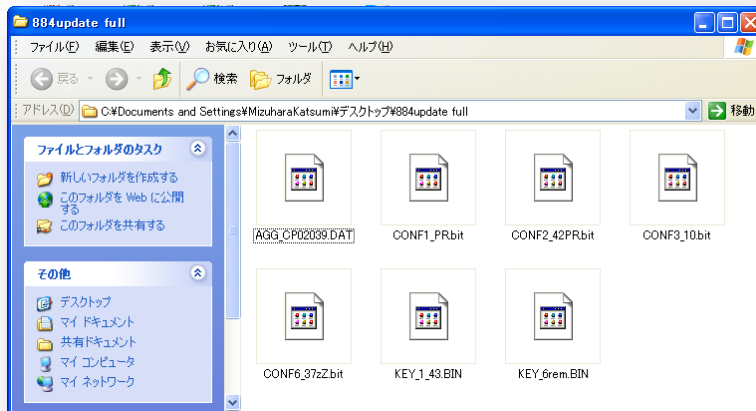 884update full
ファイル(F) 編集(E) 表示(V) お気に入り(A) ツール(T) ヘルプ(H)
戻る 検索 フォルダ
アドレス(D) C:¥Documents and Settings¥MizuharaKatsumi¥デスクトップ¥884update full 移動
ファイルとフォルダのタスク
新しいフォルダを作成する
このフォルダを Web に公開
する
このフォルダを共有する
その他
デスクトップ
マイ ドキュメント
共有ドキュメント
マイ コンピュータ
マイ ネットワーク
AGG_CP02039.DAT CONF1_PR.bit CONF2_42PR.bit CONF3_10.bit
CONF6_37zZ.bit KEY_1_43.BIN KEY_6rem.BIN